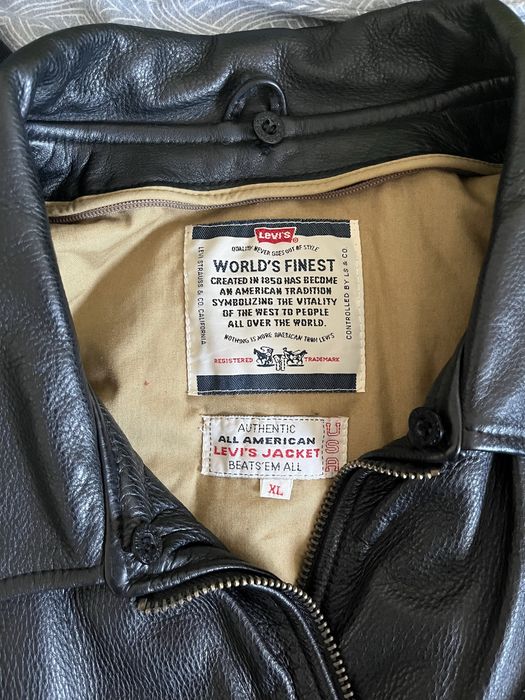 LEVI'S®
QUALITY NEVER GOES OUT OF STYLE
WORLD'S FINEST
CREATED IN 1850 HAS BECOME
AN AMERICAN TRADITION
SYMBOLIZING THE VITALITY
OF THE WEST TO PEOPLE
ALL OVER THE WORLD.
NOTHING IS MORE AMERICAN THAN LEVI'S
REGISTERED TRADEMARK
LEVI STRAUSS & CO. CALIFORNIA
CONTROLLED BY LS & CO.
AUTHENTIC
ALL AMERICAN
LEVI'S JACKET
BEATS'EM ALL
USA
XL